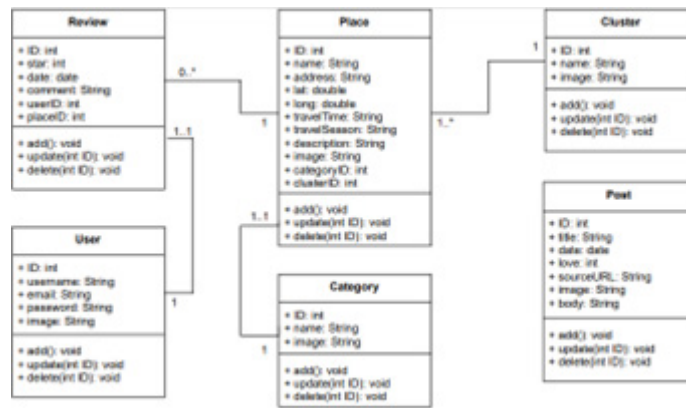 Review
+ ID: int
+ star: int
+ date: date
+ comment: String
+ userID: int
+ placeID: int
+ add(): void
+ update(int ID): void
+ delete(int ID): void
0..*
1
1..1
1
User
+ ID: int
+ username: String
+ email: String
+ password: String
+ image: String
+ add(): void
+ update(int ID): void
+ delete(int ID): void
Place
+ ID: int
+ name: String
+ address: String
+ lat: double
+ long: double
+ travelTime: String
+ travelSeason: String
+ description: String
+ image: String
+ categoryID: int
+ clusterID: int
+ add(): void
+ update(int ID): void
+ delete(int ID): void
1..*
1
1..1
1
Category
+ ID: int
+ name: String
+ image: String
+ add(): void
+ update(int ID): void
+ delete(int ID): void
Cluster
+ ID: int
+ name: String
+ image: String
+ add(): void
+ update(int ID): void
+ delete(int ID): void
Post
+ ID: int
+ title: String
+ date: date
+ love: int
+ sourceURL: String
+ image: String
+ body: String
+ add(): void
+ update(int ID): void
+ delete(int ID): void